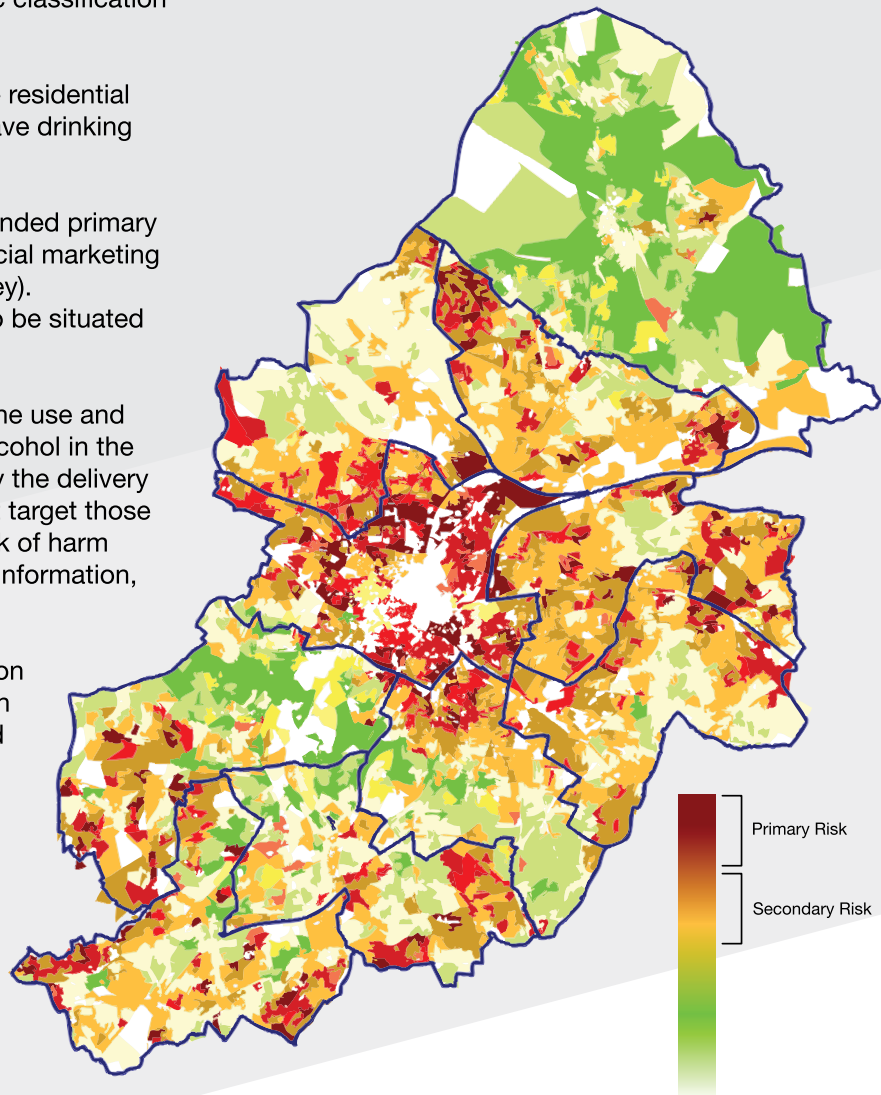 classification
residential
ave drinking
nded primary
cial marketing
ey).
o be situated
he use and
cohol in the
y the delivery
target those
k of harm
nformation,
on
n
d
Primary Risk
Secondary Risk